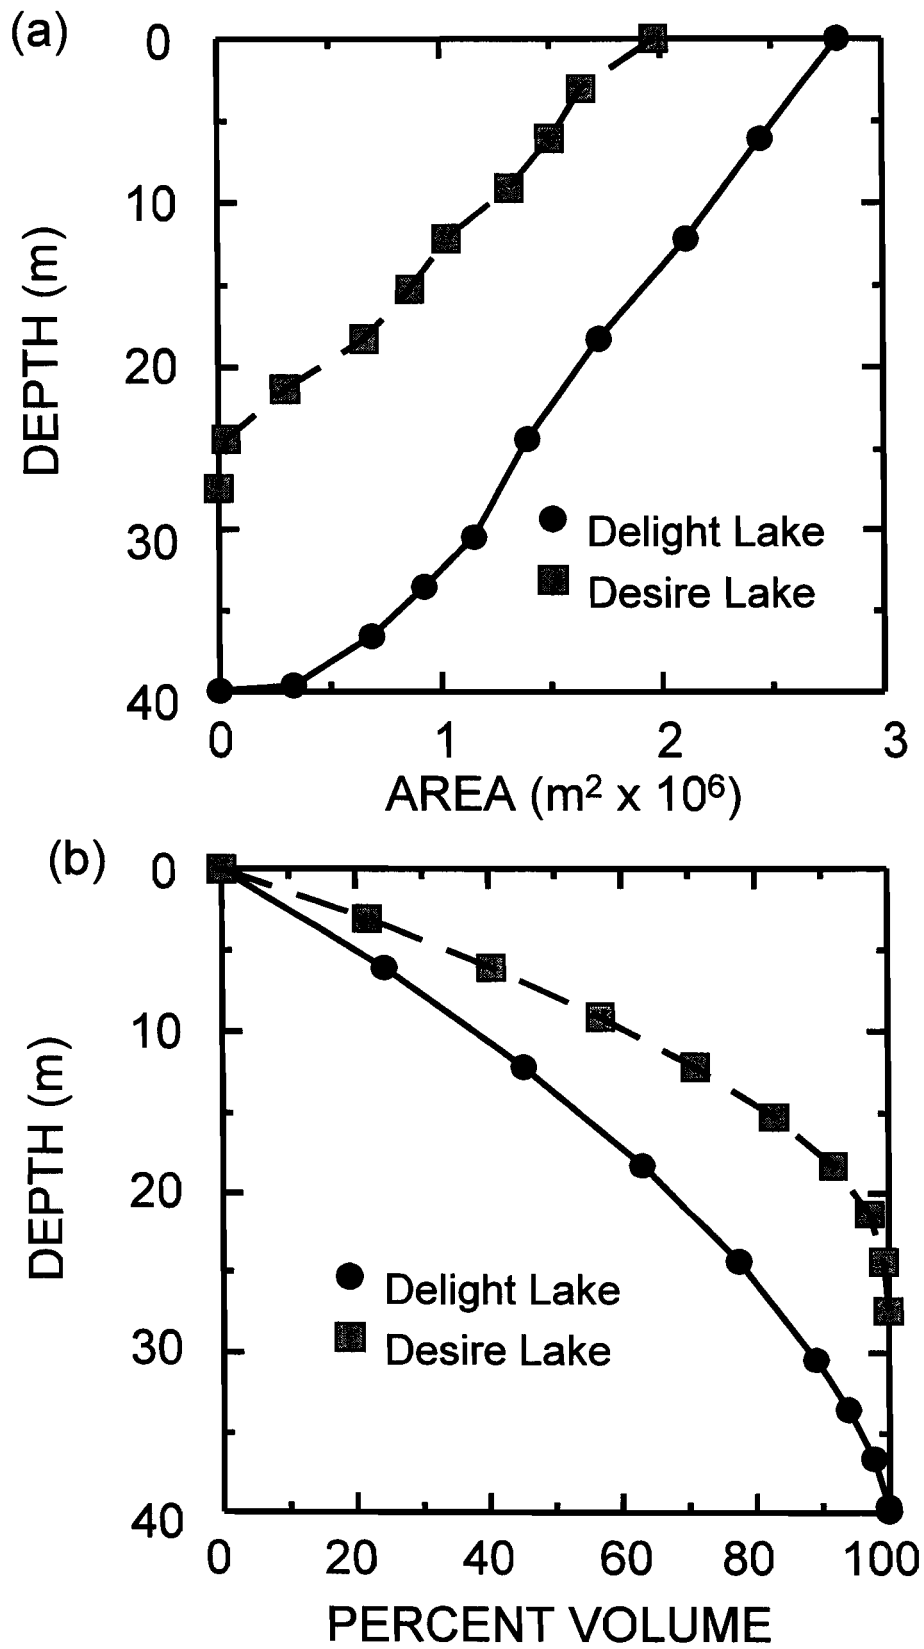 (a)
0
10
20
30
40
DEPTH (m)
Delight Lake
Desire Lake
0 1 2 3
AREA (m² x 10⁶)
(b)
0
10
20
30
40
DEPTH (m)
Delight Lake
Desire Lake
0 20 40 60 80 100
PERCENT VOLUME